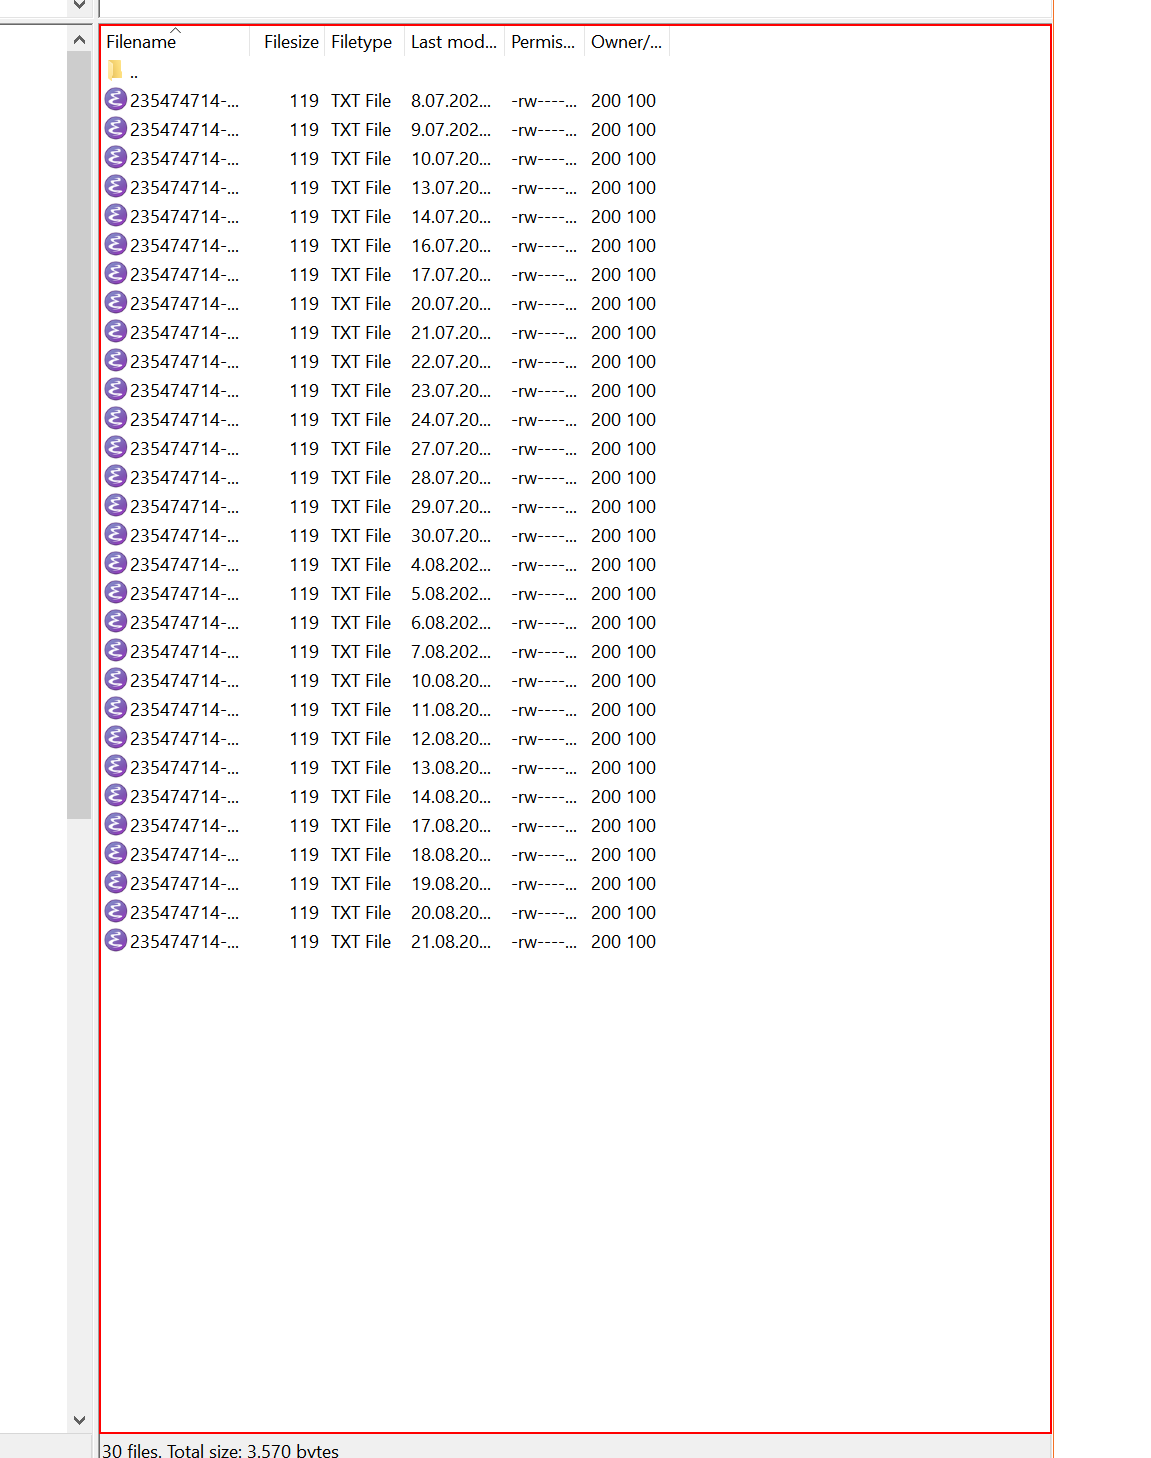 Filename Filesize Filetype Last mod... Permis... Owner/...
..
235474714-... 119 TXT File 8.07.202... -rw----... 200 100
235474714-... 119 TXT File 9.07.202... -rw----... 200 100
235474714-... 119 TXT File 10.07.20... -rw----... 200 100
235474714-... 119 TXT File 13.07.20... -rw----... 200 100
235474714-... 119 TXT File 14.07.20... -rw----... 200 100
235474714-... 119 TXT File 16.07.20... -rw----... 200 100
235474714-... 119 TXT File 17.07.20... -rw----... 200 100
235474714-... 119 TXT File 20.07.20... -rw----... 200 100
235474714-... 119 TXT File 21.07.20... -rw----... 200 100
235474714-... 119 TXT File 22.07.20... -rw----... 200 100
235474714-... 119 TXT File 23.07.20... -rw----... 200 100
235474714-... 119 TXT File 24.07.20... -rw----... 200 100
235474714-... 119 TXT File 27.07.20... -rw----... 200 100
235474714-... 119 TXT File 28.07.20... -rw----... 200 100
235474714-... 119 TXT File 29.07.20... -rw----... 200 100
235474714-... 119 TXT File 30.07.20... -rw----... 200 100
235474714-... 119 TXT File 4.08.202... -rw----... 200 100
235474714-... 119 TXT File 5.08.202... -rw----... 200 100
235474714-... 119 TXT File 6.08.202... -rw----... 200 100
235474714-... 119 TXT File 7.08.202... -rw----... 200 100
235474714-... 119 TXT File 10.08.20... -rw----... 200 100
235474714-... 119 TXT File 11.08.20... -rw----... 200 100
235474714-... 119 TXT File 12.08.20... -rw----... 200 100
235474714-... 119 TXT File 13.08.20... -rw----... 200 100
235474714-... 119 TXT File 14.08.20... -rw----... 200 100
235474714-... 119 TXT File 17.08.20... -rw----... 200 100
235474714-... 119 TXT File 18.08.20... -rw----... 200 100
235474714-... 119 TXT File 19.08.20... -rw----... 200 100
235474714-... 119 TXT File 20.08.20... -rw----... 200 100
235474714-... 119 TXT File 21.08.20... -rw----... 200 100
30 files. Total size: 3.570 bytes